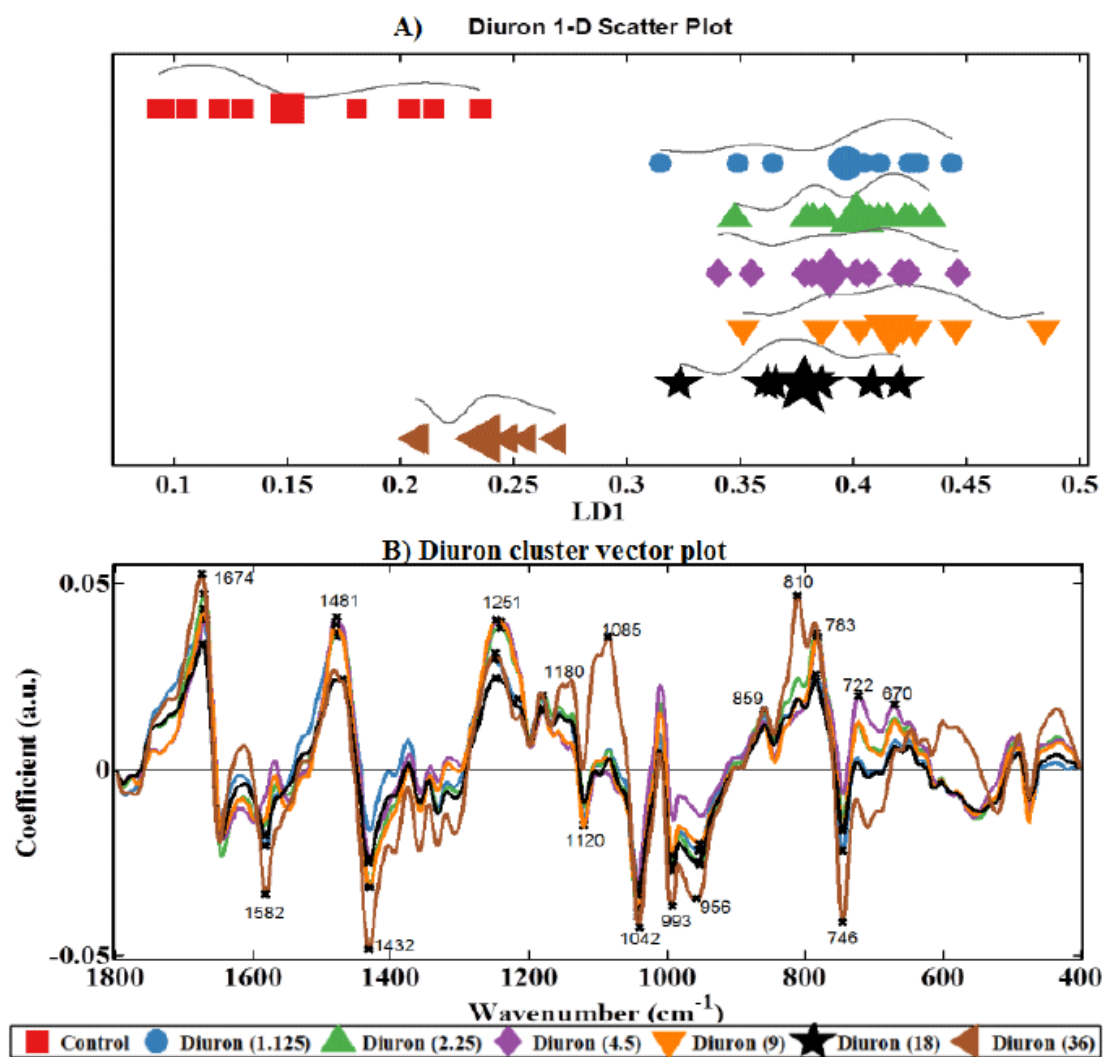 A) Diuron 1-D Scatter Plot
0.1 0.15 0.2 0.25 0.3 0.35 0.4 0.45 0.5
LD1
B) Diuron cluster vector plot
Coefficient (a.u.)
0.05
0
-0.05
1674
1481
1251
1180
1085
810
783
859
722
670
1582
1432
1120
1042
993
956
746
1800 1600 1400 1200 1000 800 600 400
Wavenumber (cm⁻¹)
Control Diuron (1.125) Diuron (2.25) Diuron (4.5) Diuron (9) Diuron (18) Diuron (36)